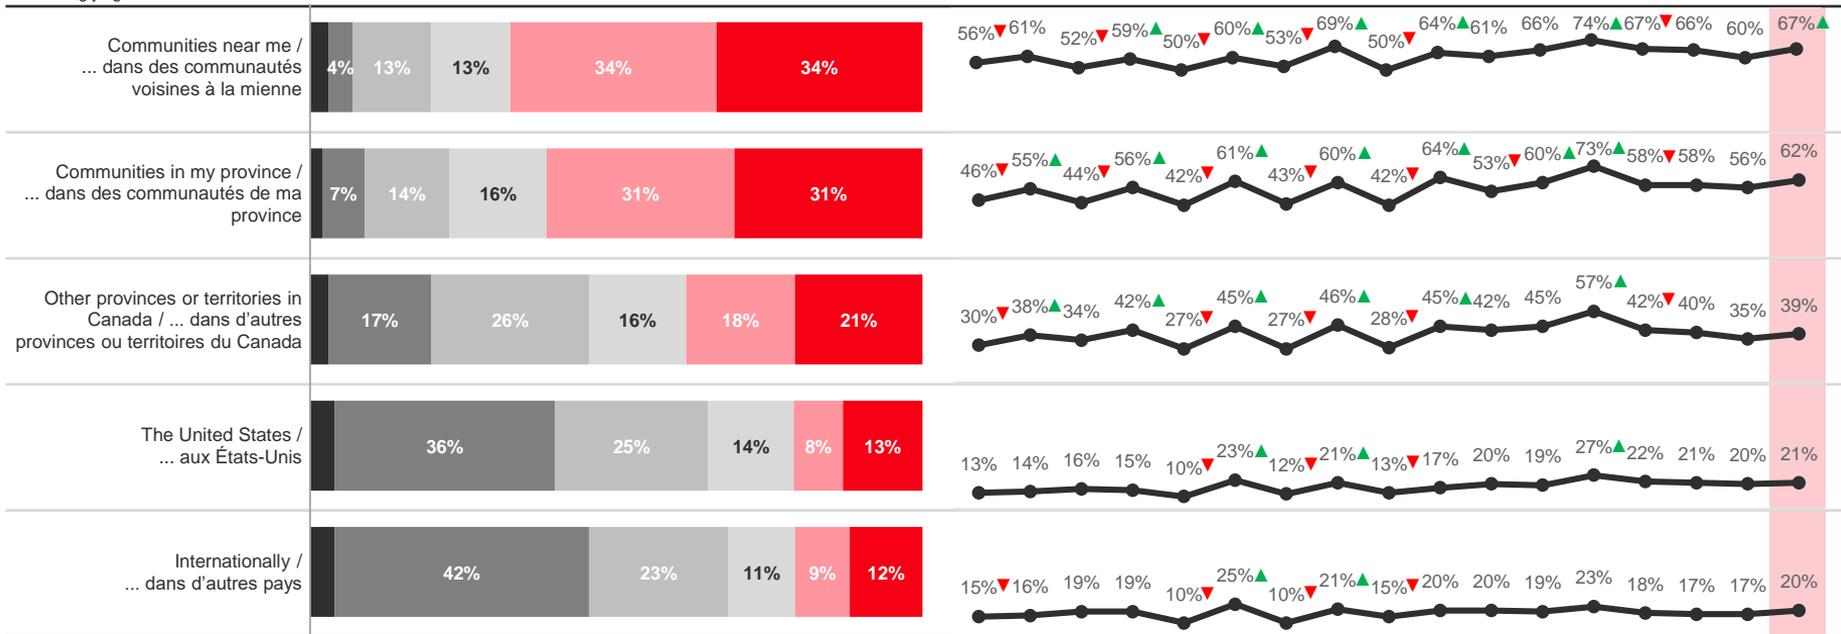 Communities near me /
... dans des communautés
voisines à la mienne
4% 13% 13% 34% 34%
56% 61% 52% 59% 50% 60% 53% 69% 50% 64% 61% 66% 74% 67% 66% 60% 67%
Communities in my province /
... dans des communautés de ma
province
7% 14% 16% 31% 31%
46% 55% 44% 56% 42% 61% 43% 60% 42% 64% 53% 60% 73% 58% 58% 56% 62%
Other provinces or territories in
Canada / ... dans d’autres
provinces ou territoires du Canada
17% 26% 16% 18% 21%
30% 38% 34% 42% 27% 45% 27% 46% 28% 45% 42% 45% 57% 42% 40% 35% 39%
The United States /
... aux États-Unis
36% 25% 14% 8% 13%
13% 14% 16% 15% 10% 23% 12% 21% 13% 17% 20% 19% 27% 22% 21% 20% 21%
Internationally /
... dans d’autres pays
42% 23% 11% 9% 12%
15% 16% 19% 19% 10% 25% 10% 21% 15% 20% 20% 19% 23% 18% 17% 17% 20%